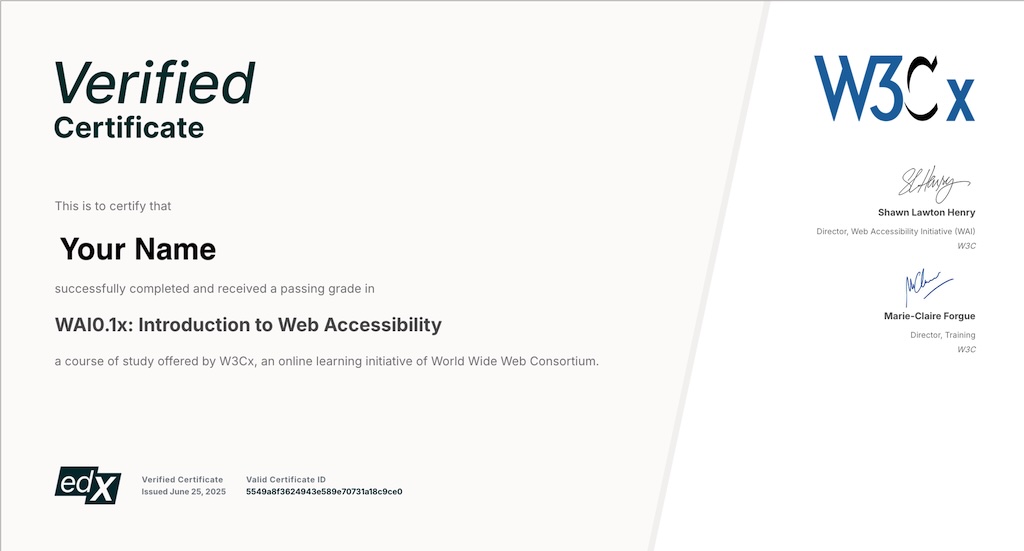 Verified
Certificate
This is to certify that
Your Name
successfully completed and received a passing grade in
WAI0.1x: Introduction to Web Accessibility
a course of study offered by W3Cx, an online learning initiative of World Wide Web Consortium.
edX
Verified Certificate
Issued June 25, 2025
Valid Certificate ID
5549a8f3624943e589e70731a18c9ce0
W3Cx
Shawn Lawton Henry
Director, Web Accessibility Initiative (WAI)
W3C
Marie-Claire Forgue
Director, Training
W3C